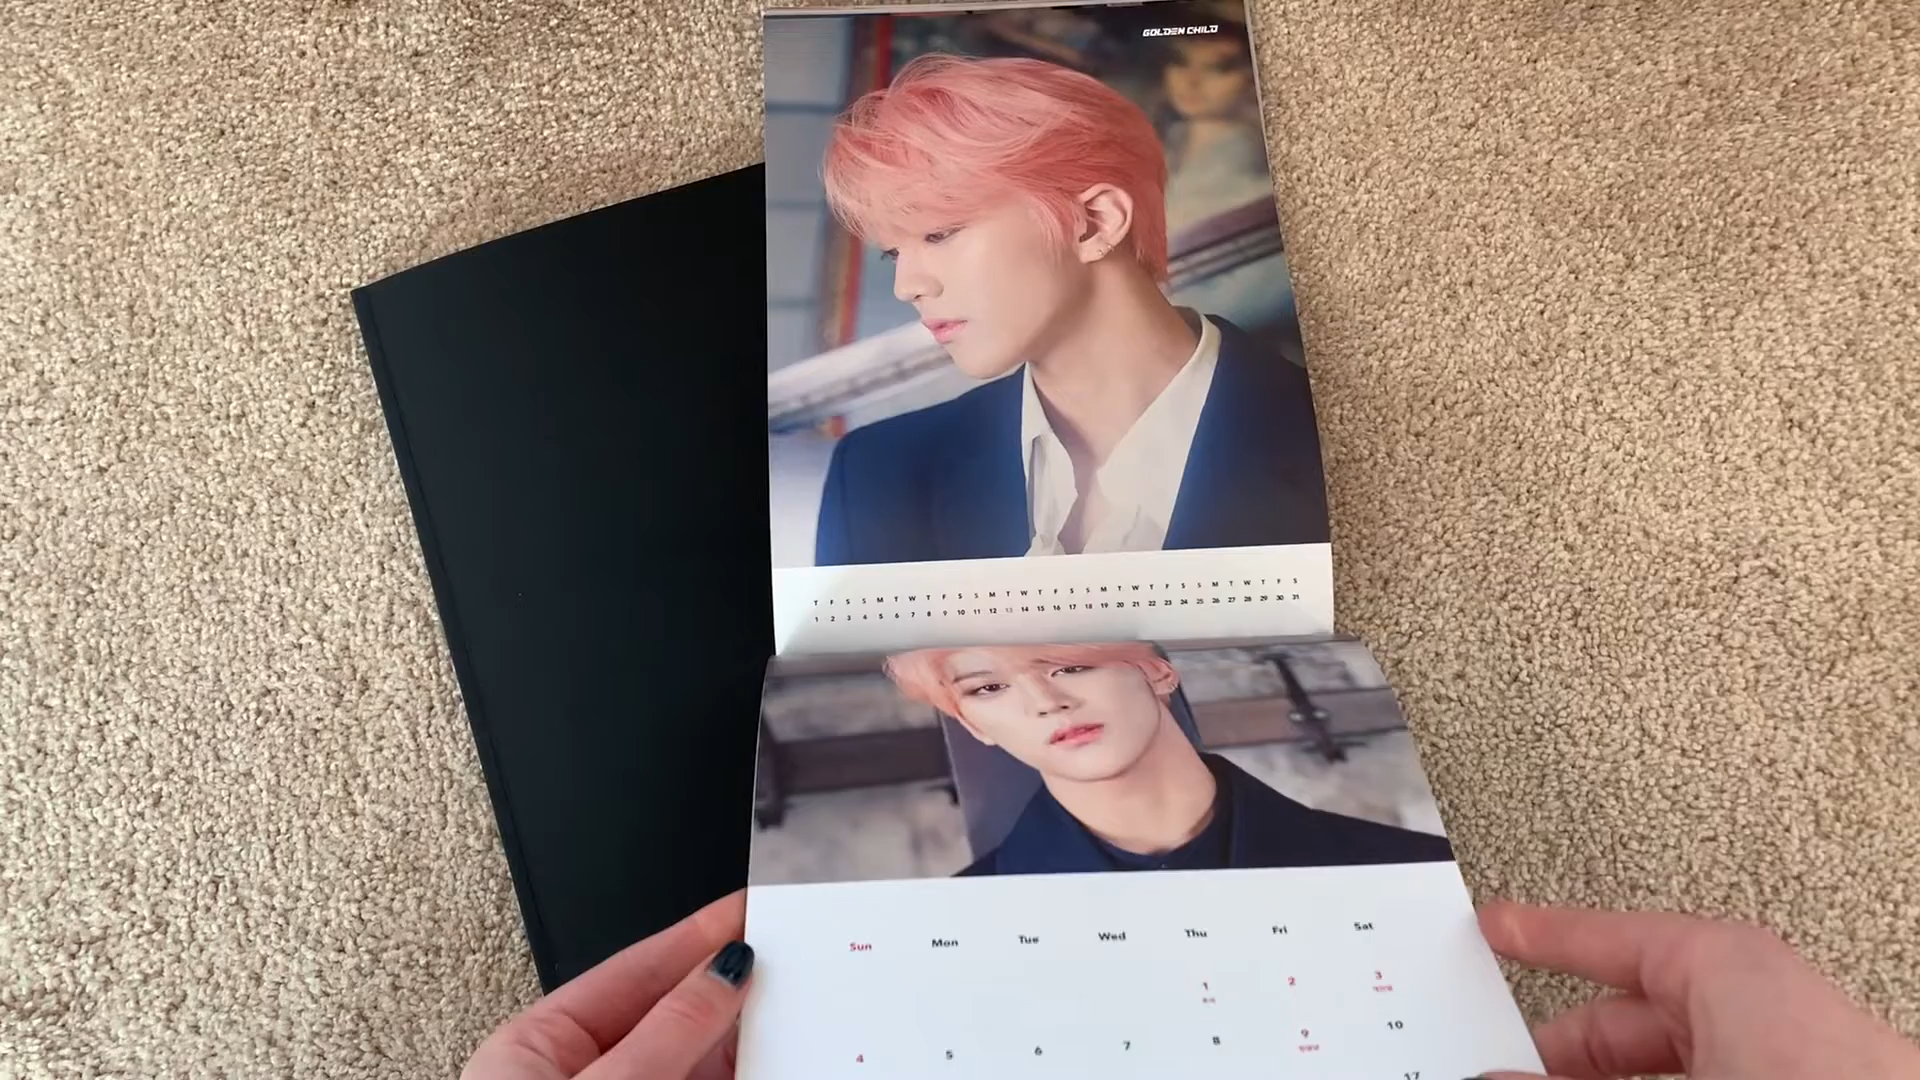 GOLDEN CHILD
T F S S M T W T F S S M T W T F S S M T W T F S S M T W T F S
1 2 3 4 5 6 7 8 9 10 11 12 13 14 15 16 17 18 19 20 21 22 23 24 25 26 27 28 29 30 31
Sun Mon Tue Wed Thu Fri Sat
1 2 3
4 5 6 7 8 9 10
17